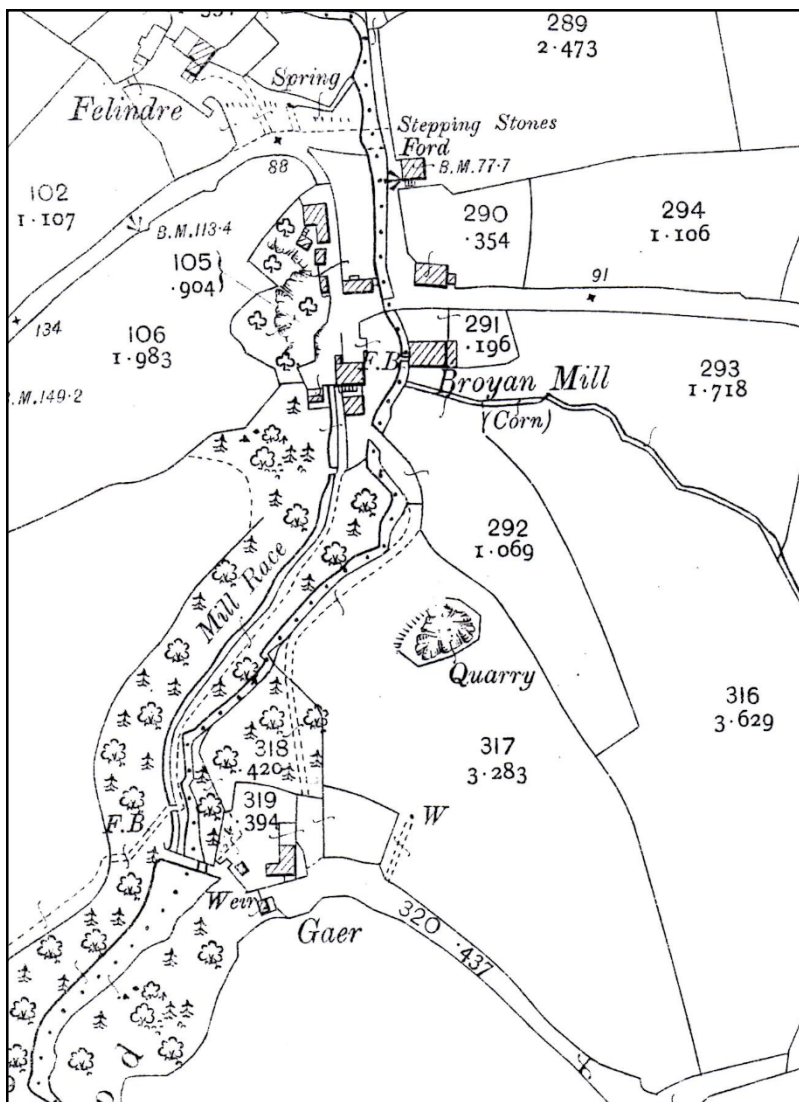 289
2·473
Spring
Felindre
Stepping Stones
Ford
B.M.77·7
88
102
1·107
B.M.113·4
290
·354
294
1·106
105
·904
91
134
106
1·983
291
·196
F.B
293
1·718
B.M.149·2
Broyan Mill
(Corn)
292
1·069
Mill Race
Quarry
316
3·629
318
·420
317
3·283
319
·394
W
F.B
Weir
320
·437
Gaer
d